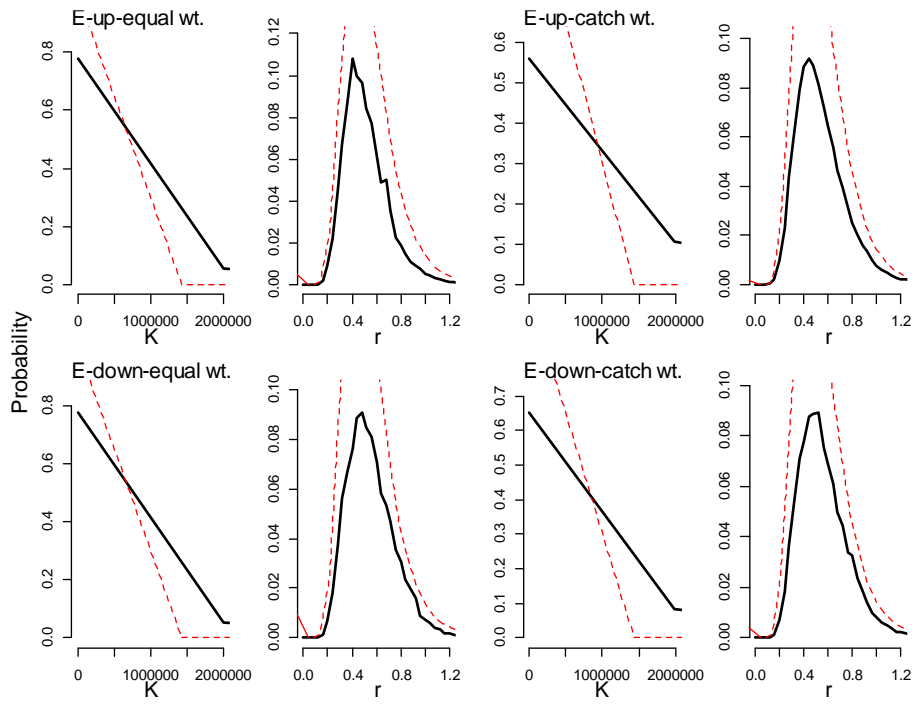 E-up-equal wt.
E-up-catch wt.
0.0 0.2 0.4 0.6 0.8
0 1000000 2000000
K
0.00 0.02 0.04 0.06 0.08 0.10 0.12
0.0 0.4 0.8 1.2
r
0.0 0.1 0.2 0.3 0.4 0.5 0.6
0 1000000 2000000
K
0.00 0.02 0.04 0.06 0.08 0.10
0.0 0.4 0.8 1.2
r
Probability
E-down-equal wt.
E-down-catch wt.
0.0 0.2 0.4 0.6 0.8
0 1000000 2000000
K
0.00 0.02 0.04 0.06 0.08 0.10
0.0 0.4 0.8 1.2
r
0.0 0.1 0.2 0.3 0.4 0.5 0.6 0.7
0 1000000 2000000
K
0.00 0.02 0.04 0.06 0.08 0.10
0.0 0.4 0.8 1.2
r